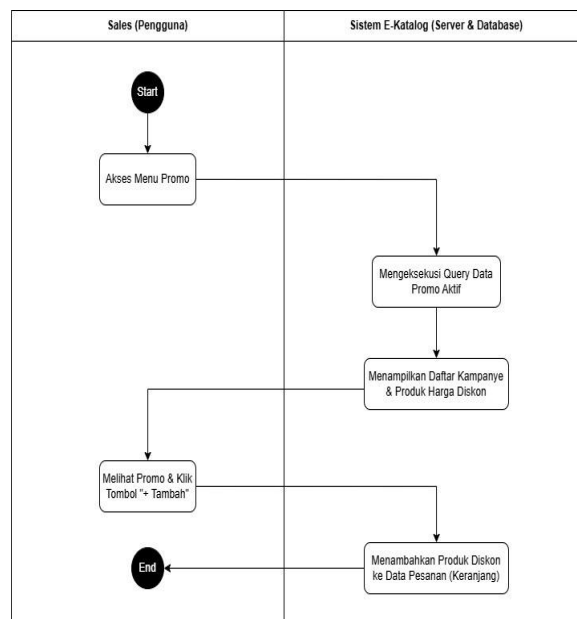 Sales (Pengguna)
Sistem E-Katalog (Server & Database)
Start
Akses Menu Promo
Mengeksekusi Query Data
Promo Aktif
Menampilkan Daftar Kampanye
& Produk Harga Diskon
Melihat Promo & Klik
Tombol "+ Tambah"
Menambahkan Produk Diskon
ke Data Pesanan (Keranjang)
End